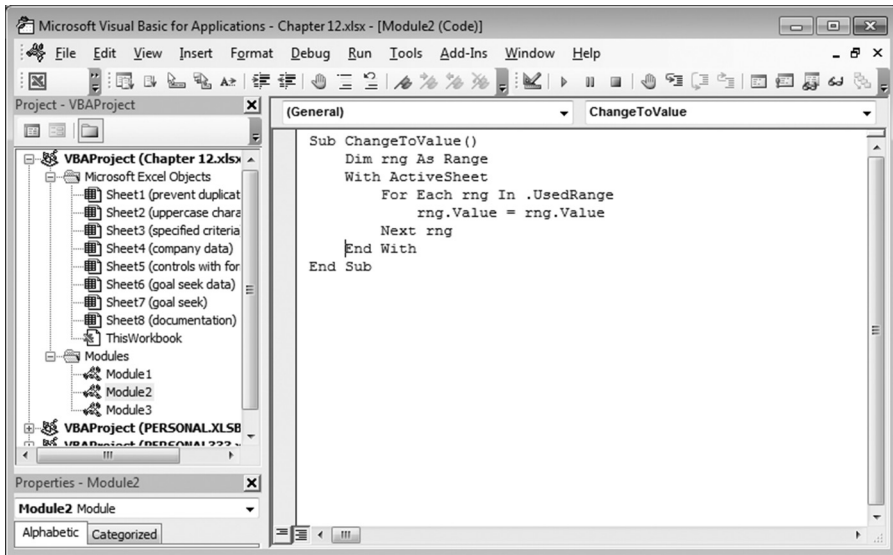 Microsoft Visual Basic for Applications - Chapter 12.xlsx - [Module2 (Code)]
File Edit View Insert Format Debug Run Tools Add-Ins Window Help
Project - VBAProject
(General) ChangeToValue
VBAProject (Chapter 12.xlsx
Microsoft Excel Objects
Sheet1 (prevent duplicat
Sheet2 (uppercase chara
Sheet3 (specified criteria
Sheet4 (company data)
Sheet5 (controls with for
Sheet6 (goal seek data)
Sheet7 (goal seek)
Sheet8 (documentation)
ThisWorkbook
Modules
Module1
Module2
Module3
VBAProject (PERSONAL.XLSB
Properties - Module2
Module2 Module
Alphabetic Categorized
Sub ChangeToValue()
Dim rng As Range
With ActiveSheet
For Each rng In .UsedRange
rng.Value = rng.Value
Next rng
End With
End Sub